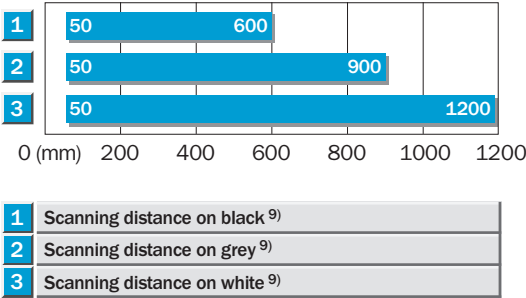 1 50 600
2 50 900
3 50 1200
0 (mm) 200 400 600 800 1000 1200
1 Scanning distance on black 9)
2 Scanning distance on grey 9)
3 Scanning distance on white 9)